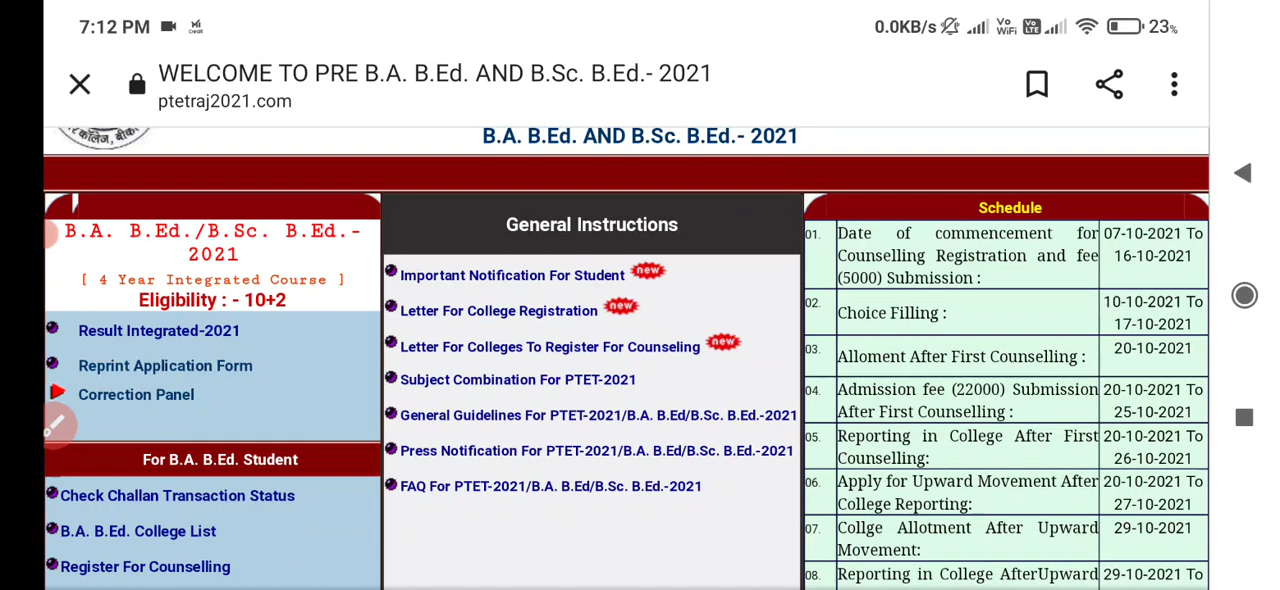 7:12 PM
0.0KB/s
Vo
WiFi
Vo
LTE
23%
Mi
Credit
WELCOME TO PRE B.A. B.Ed. AND B.Sc. B.Ed.- 2021
ptetraj2021.com
B.A. B.Ed. AND B.Sc. B.Ed.- 2021
B.A. B.Ed./B.Sc. B.Ed.-
2021
[ 4 Year Integrated Course ]
Eligibility : - 10+2
Result Integrated-2021
Reprint Application Form
Correction Panel
For B.A. B.Ed. Student
Check Challan Transaction Status
B.A. B.Ed. College List
Register For Counselling
General Instructions
Important Notification For Student new
Letter For College Registration new
Letter For Colleges To Register For Counseling new
Subject Combination For PTET-2021
General Guidelines For PTET-2021/B.A. B.Ed/B.Sc. B.Ed.-2021
Press Notification For PTET-2021/B.A. B.Ed/B.Sc. B.Ed.-2021
FAQ For PTET-2021/B.A. B.Ed/B.Sc. B.Ed.-2021
Schedule
01. Date of commencement for 07-10-2021 To
Counselling Registration and fee 16-10-2021
(5000) Submission :
02. Choice Filling : 10-10-2021 To
17-10-2021
03. Alloment After First Counselling : 20-10-2021
04. Admission fee (22000) Submission 20-10-2021 To
After First Counselling : 25-10-2021
05. Reporting in College After First 20-10-2021 To
Counselling: 26-10-2021
06. Apply for Upward Movement After 20-10-2021 To
College Reporting: 27-10-2021
07. Collge Allotment After Upward 29-10-2021
Movement:
08. Reporting in College AfterUpward 29-10-2021 To